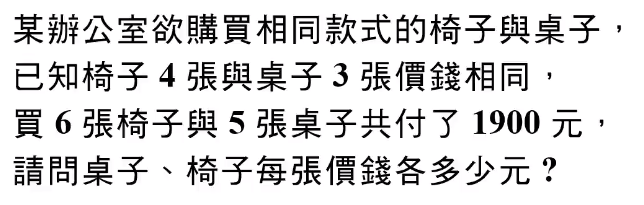 某辦公室欲購買相同款式的椅子與桌子，
已知椅子 4 張與桌子 3 張價錢相同，
買 6 張椅子與 5 張桌子共付了 1900 元，
請問桌子、椅子每張價錢各多少元？